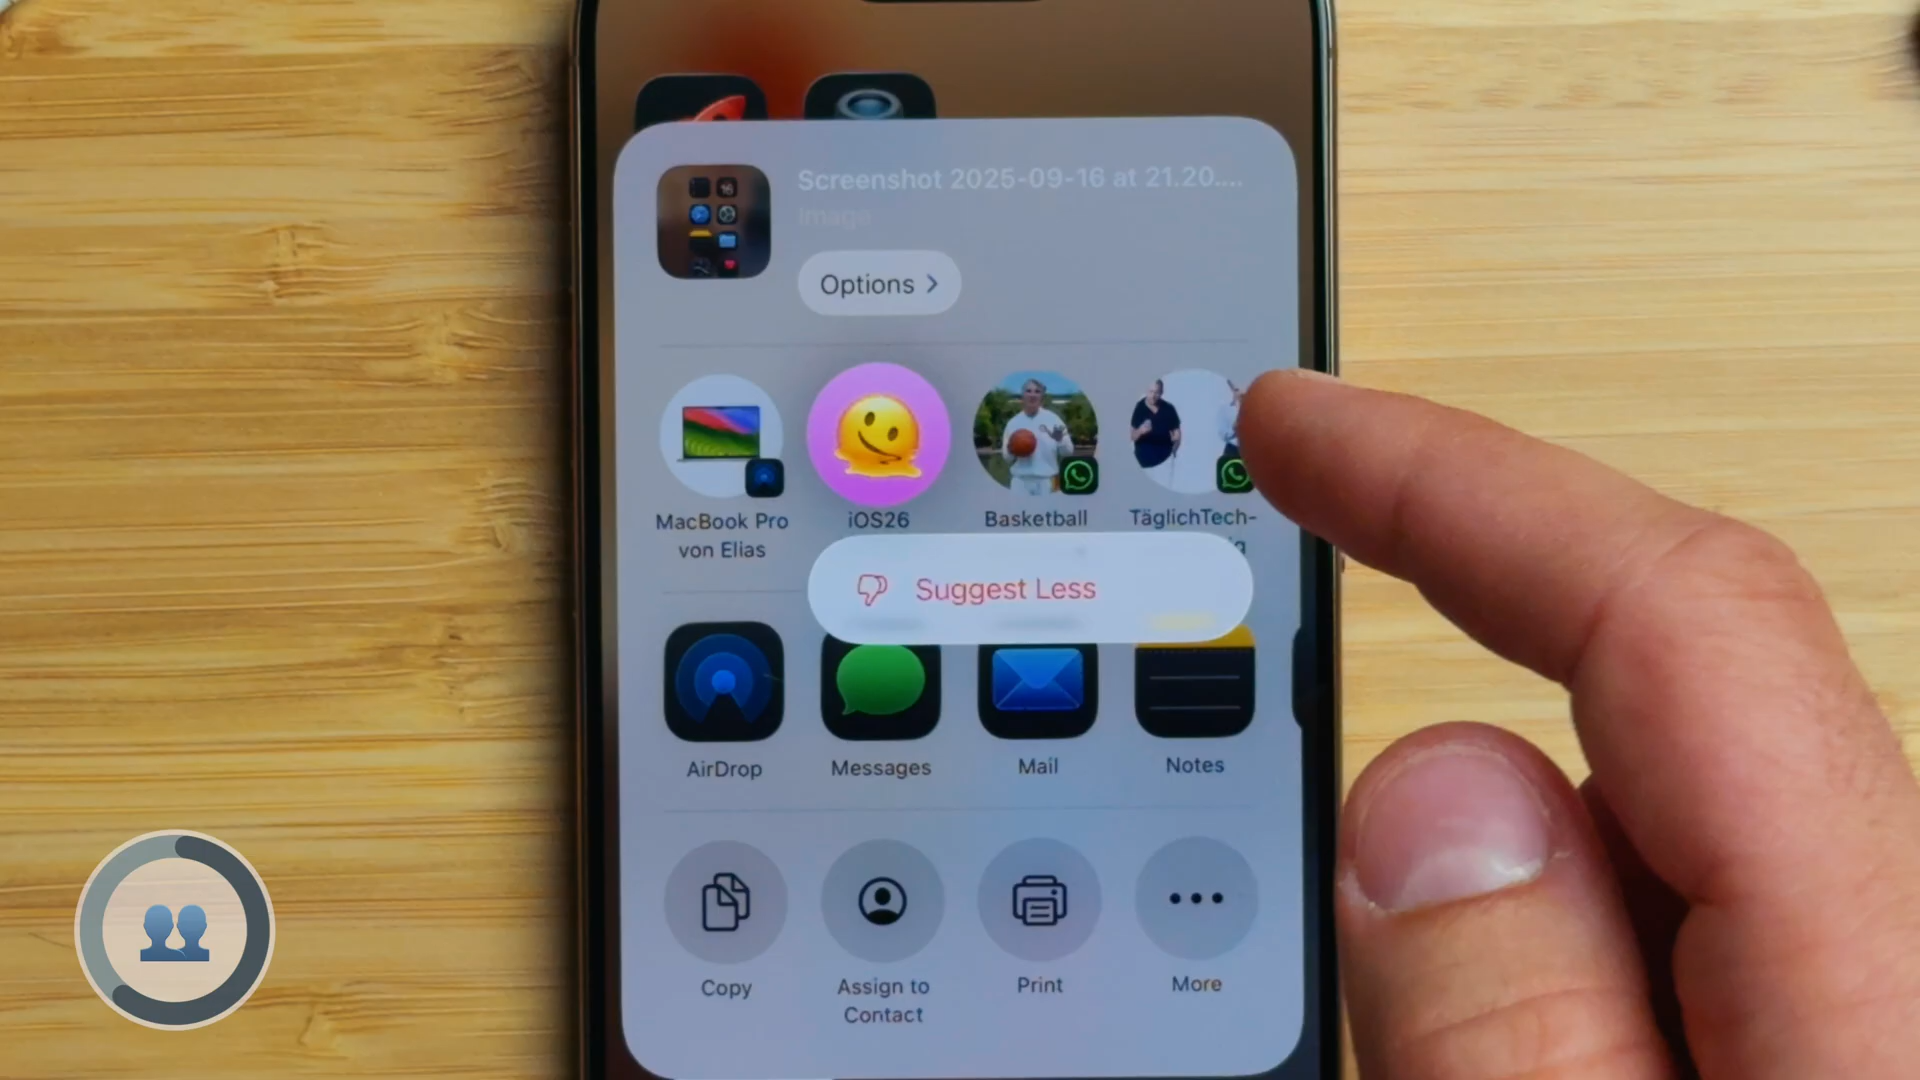 Screenshot 2025-09-16 at 21.20....
Image
Options
MacBook Pro
von Elias
iOS26
Basketball
TäglichTech-
Suggest Less
AirDrop
Messages
Mail
Notes
Copy
Assign to
Contact
Print
More